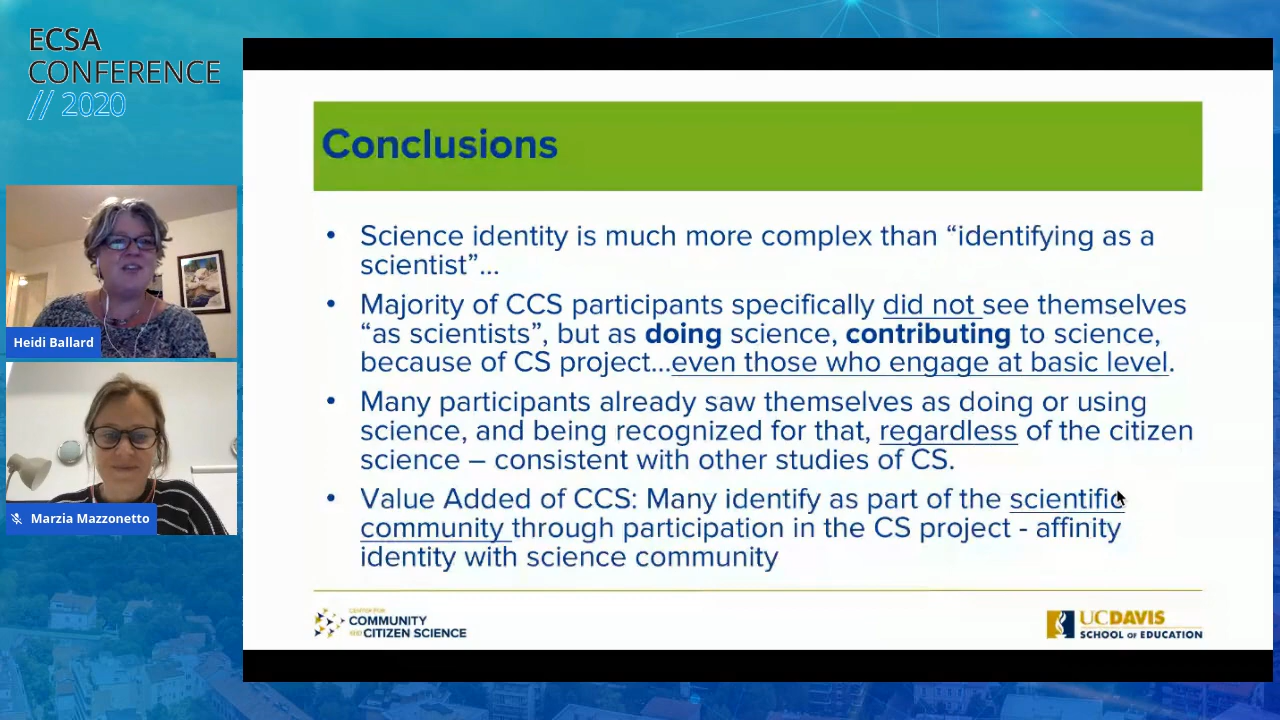 ECSA
CONFERENCE
// 2020
Heidi Ballard
Marzia Mazzonetto
Conclusions
• Science identity is much more complex than “identifying as a
scientist”...
• Majority of CCS participants specifically did not see themselves
“as scientists”, but as doing science, contributing to science,
because of CS project...even those who engage at basic level.
• Many participants already saw themselves as doing or using
science, and being recognized for that, regardless of the citizen
science – consistent with other studies of CS.
• Value Added of CCS: Many identify as part of the scientific
community through participation in the CS project - affinity
identity with science community
CENTER FOR
COMMUNITY
AND CITIZEN SCIENCE
UCDAVIS
SCHOOL OF EDUCATION